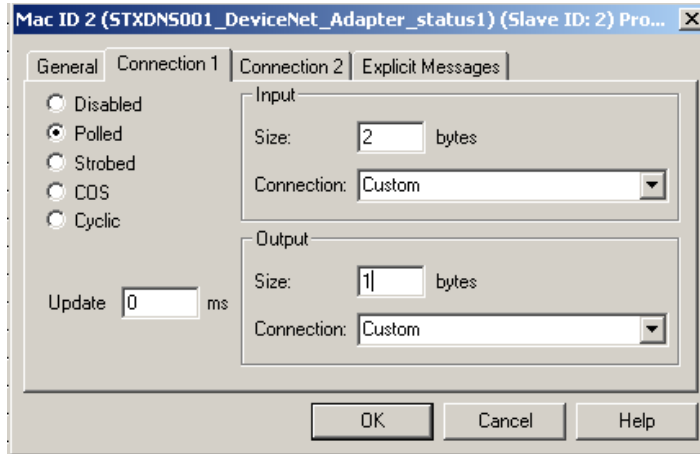 Mac ID 2 (STXDNS001_DeviceNet_Adapter_status1) (Slave ID: 2) Pro...
General Connection 1 Connection 2 Explicit Messages
Disabled
Polled
Strobed
COS
Cyclic
Update 0 ms
Input
Size: 2 bytes
Connection: Custom
Output
Size: 1 bytes
Connection: Custom
OK Cancel Help